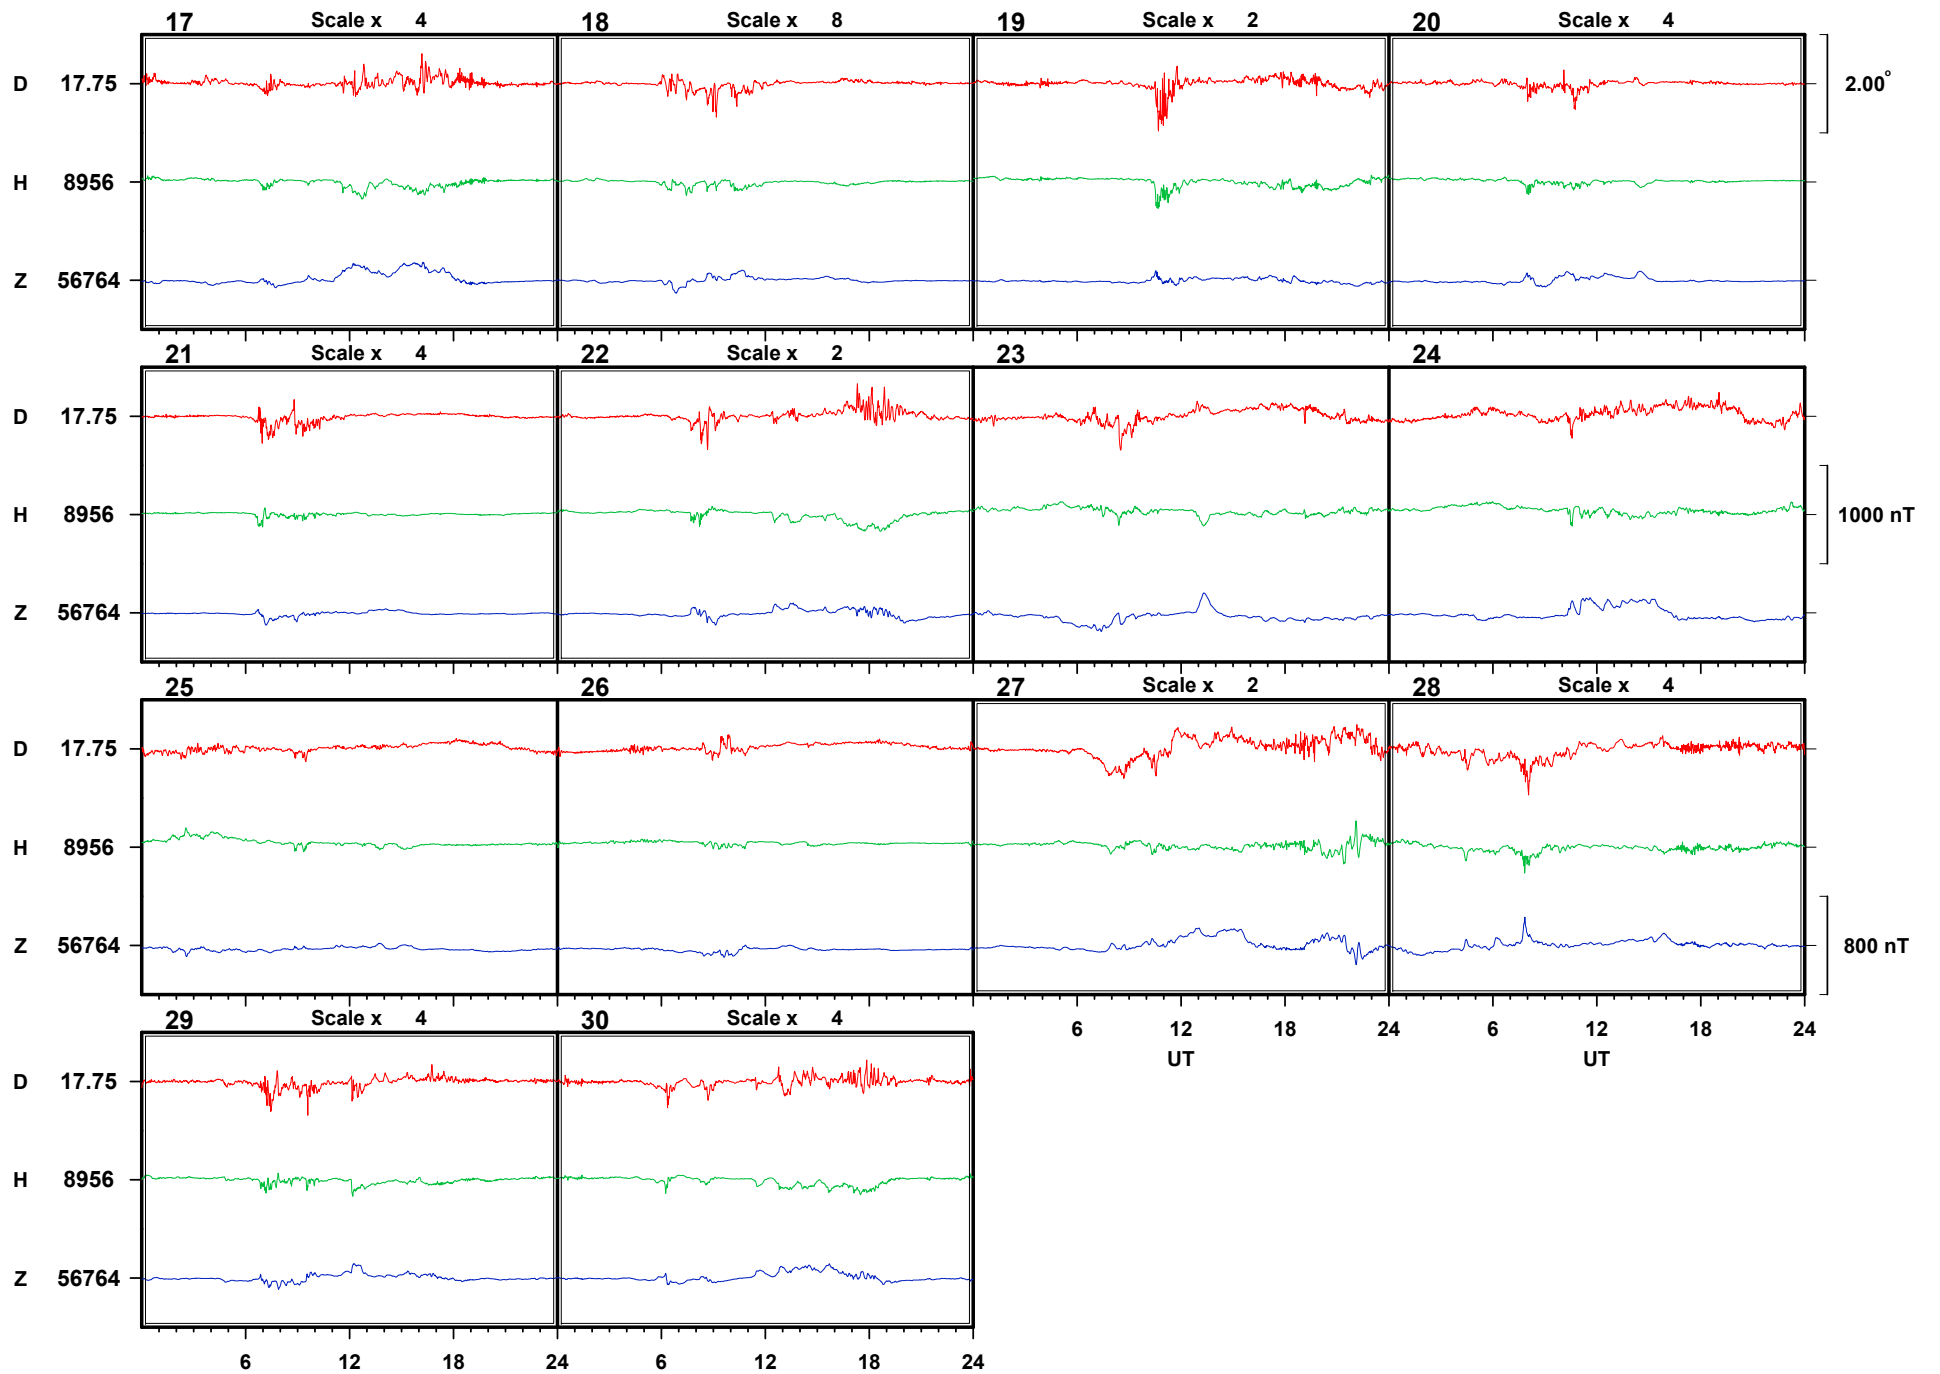 17 Scale x 4 18 Scale x 8 19 Scale x 2 20 Scale x 4
D 17.75 2.00°
H 8956
Z 56764
21 Scale x 4 22 Scale x 2 23 24
D 17.75
H 8956 1000 nT
Z 56764
25 26 27 Scale x 2 28 Scale x 4
D 17.75
H 8956
Z 56764 800 nT
29 Scale x 4 30 Scale x 4 6 12 18 24 6 12 18 24
UT UT
D 17.75
H 8956
Z 56764
6 12 18 24 6 12 18 24